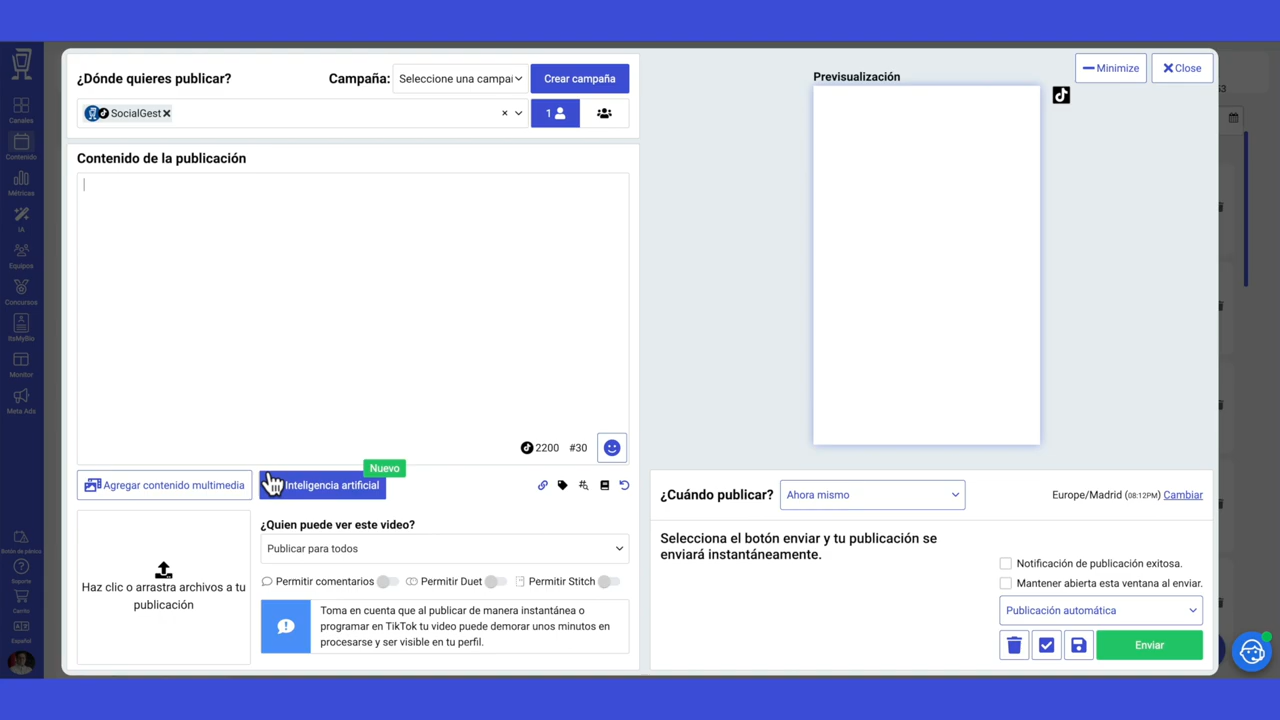 ¿Dónde quieres publicar?
Campaña:
Seleccione una campaı
Crear campaña
SocialGest
1
Contenido de la publicación
2200 #30
Nuevo
Agregar contenido multimedia
Inteligencia artificial
Haz clic o arrastra archivos a tu
publicación
¿Quien puede ver este video?
Publicar para todos
Permitir comentarios
Permitir Duet
Permitir Stitch
Toma en cuenta que al publicar de manera instantánea o
programar en TikTok tu video puede demorar unos minutos en
procesarse y ser visible en tu perfil.
Previsualización
Minimize
Close
¿Cuándo publicar?
Ahora mismo
Europe/Madrid (08:12PM) Cambiar
Selecciona el botón enviar y tu publicación se
enviará instantáneamente.
Notificación de publicación exitosa.
Mantener abierta esta ventana al enviar.
Publicación automática
Enviar
Canales
Contenido
Métricas
IA
Equipos
Concursos
ItsMyBio
Monitor
Meta Ads
Botón de pánico
Soporte
Carrito
Español